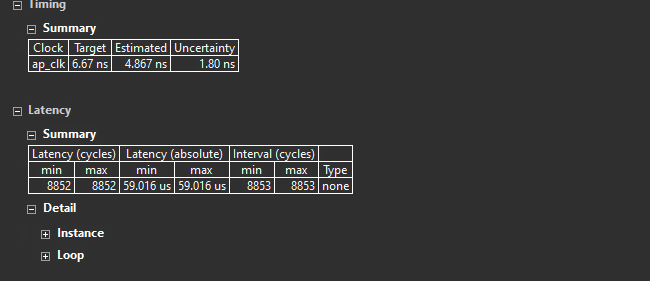 Timing
Summary
Clock Target Estimated Uncertainty
ap_clk 6.67 ns 4.867 ns 1.80 ns
Latency
Summary
Latency (cycles) Latency (absolute) Interval (cycles)
min max min max min max Type
8852 8852 59.016 us 59.016 us 8853 8853 none
Detail
Instance
Loop